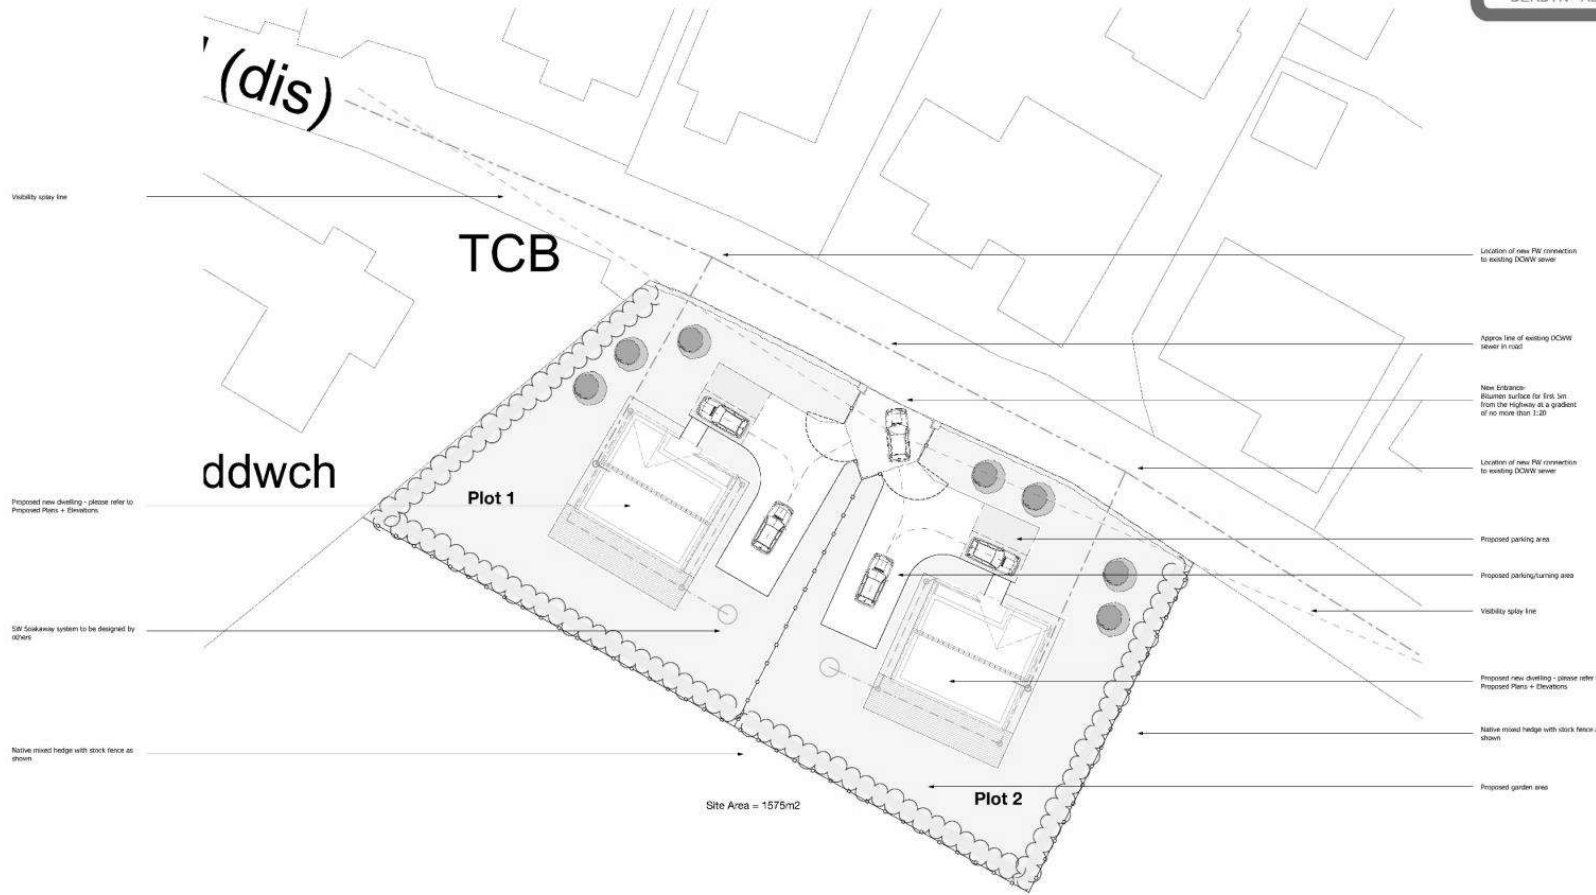 (dis)
Visibility splay line
TCB
Location of new FW connection
to existing DCWW sewer
Approx line of existing DCWW
sewer in road
New Entrance-
Bitumen surface for first 5m
from the Highway at a gradient
of no more than 1:20
ddwch
Location of new FW connection
to existing DCWW sewer
Plot 1
Proposed new dwelling - please refer to
Proposed Plans + Elevations
Proposed parking area
Proposed parking/turning area
Visibility splay line
SW Soakaway system to be designed by
others
Proposed new dwelling - please refer
Proposed Plans + Elevations
Native mixed hedge with stock fence
shown
Native mixed hedge with stock fence as
shown
Proposed garden area
Plot 2
Site Area = 1575m2